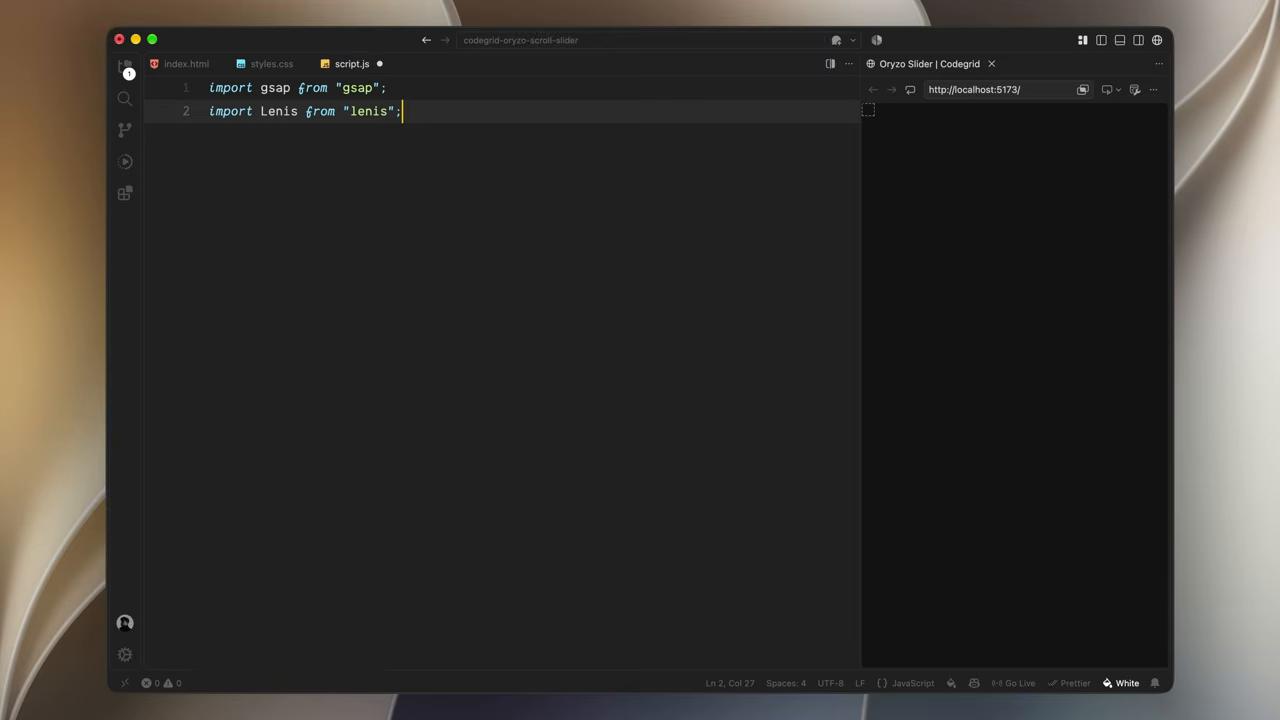 codegrid-oryzo-scroll-slider
1
index.html
styles.css
script.js
Oryzo Slider | Codegrid
http://localhost:5173/
1 import gsap from "gsap";
2 import Lenis from "lenis";
0 0
Ln 2, Col 27
Spaces: 4
UTF-8
LF
{} JavaScript
Go Live
Prettier
White